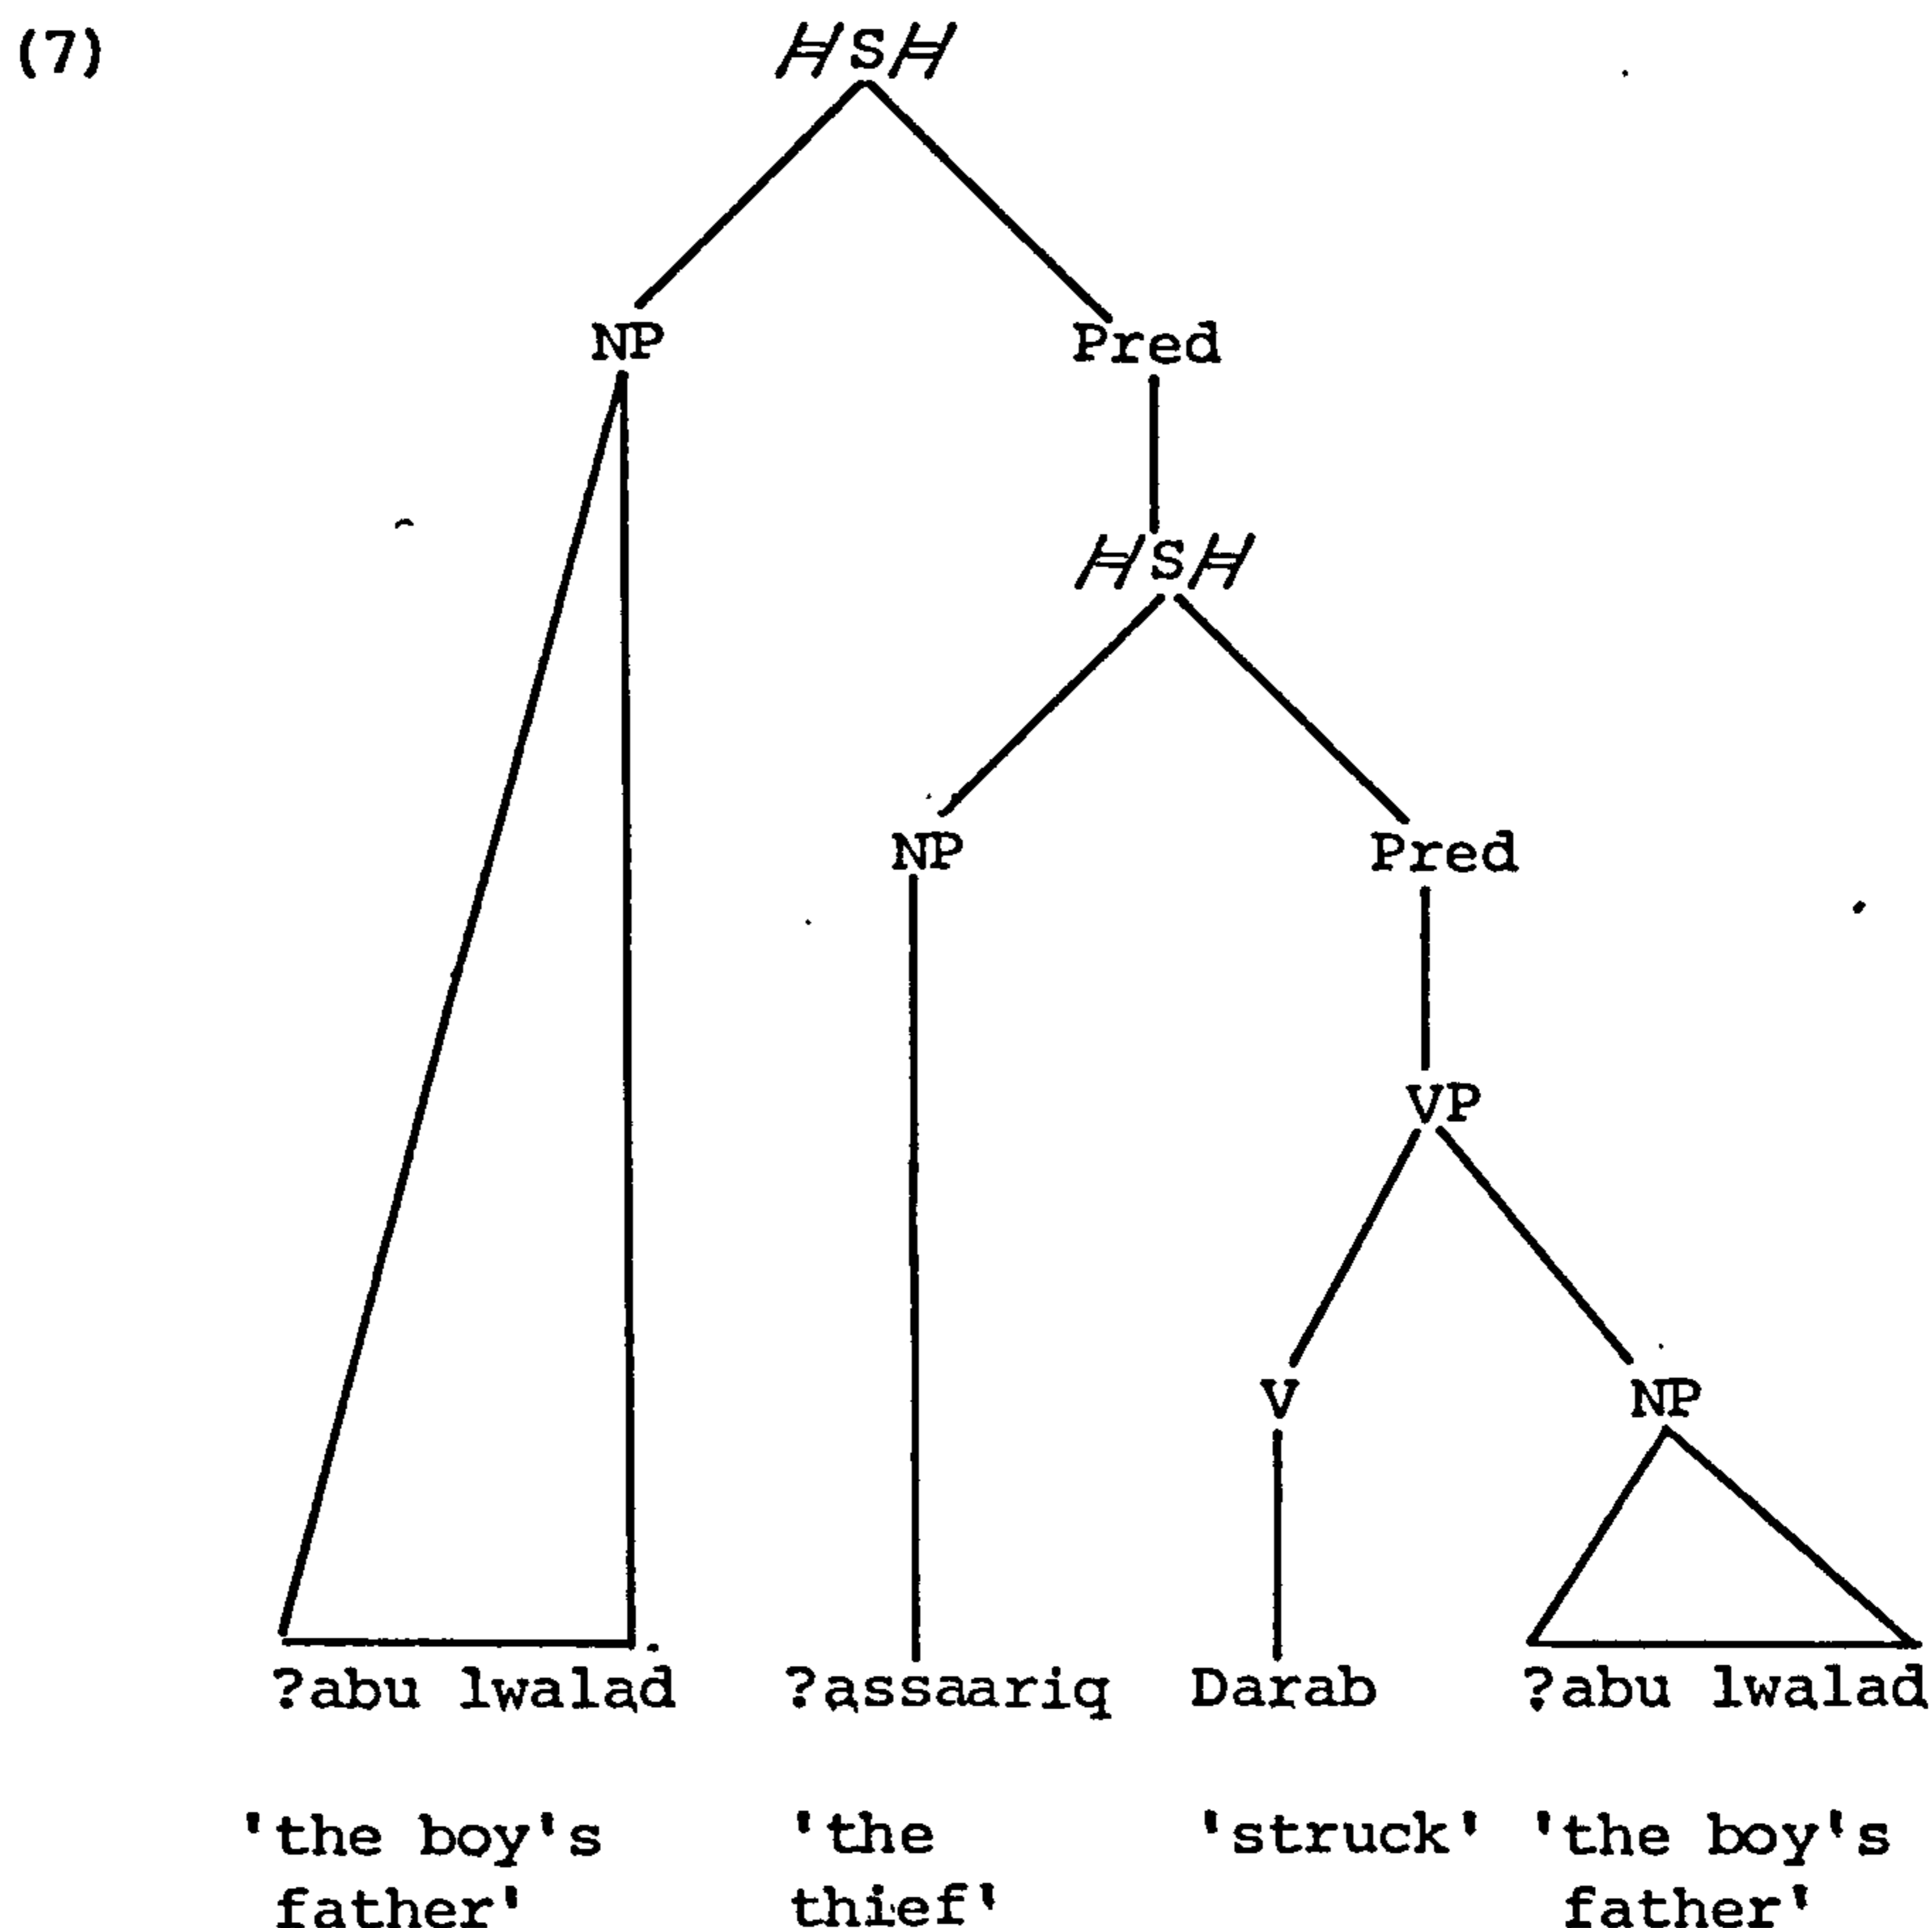 (7)
#S#
NP Pred
#S#
NP Pred
VP
V NP
?abu lwalad ?assaariq Darab ?abu lwalad
'the boy's 'the 'struck' 'the boy's
father' thief' father'